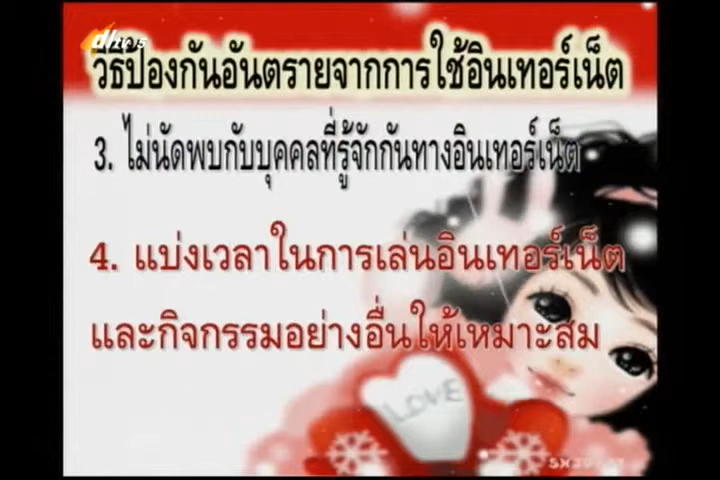 dltv15
วิธีป้องกันอันตรายจากการใช้อินเทอร์เน็ต
3. ไม่นัดพบกับบุคคลที่รู้จักกันทางอินเทอร์เน็ต
4. แบ่งเวลาในการเล่นอินเทอร์เน็ต
และกิจกรรมอย่างอื่นให้เหมาะสม
LOVE